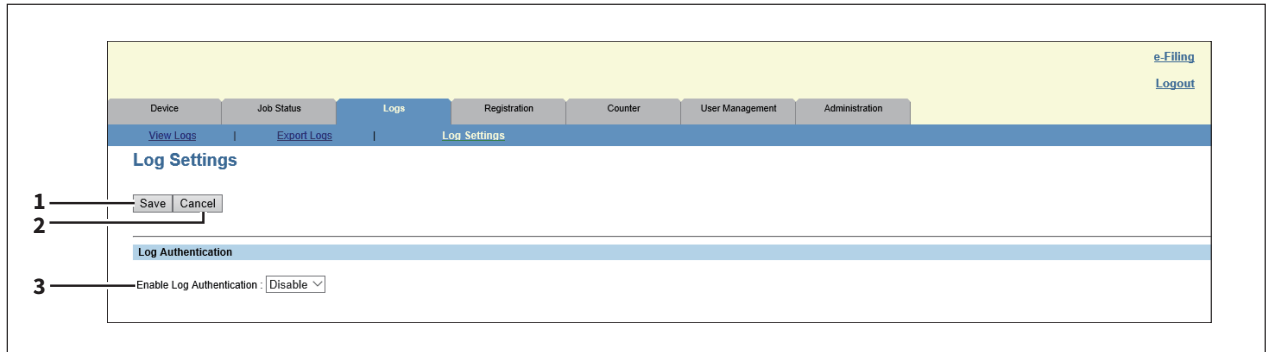 e-Filing
Logout
Device Job Status Logs Registration Counter User Management Administration
View Logs | Export Logs | Log Settings
Log Settings
1 Save Cancel
2
Log Authentication
3 Enable Log Authentication : Disable